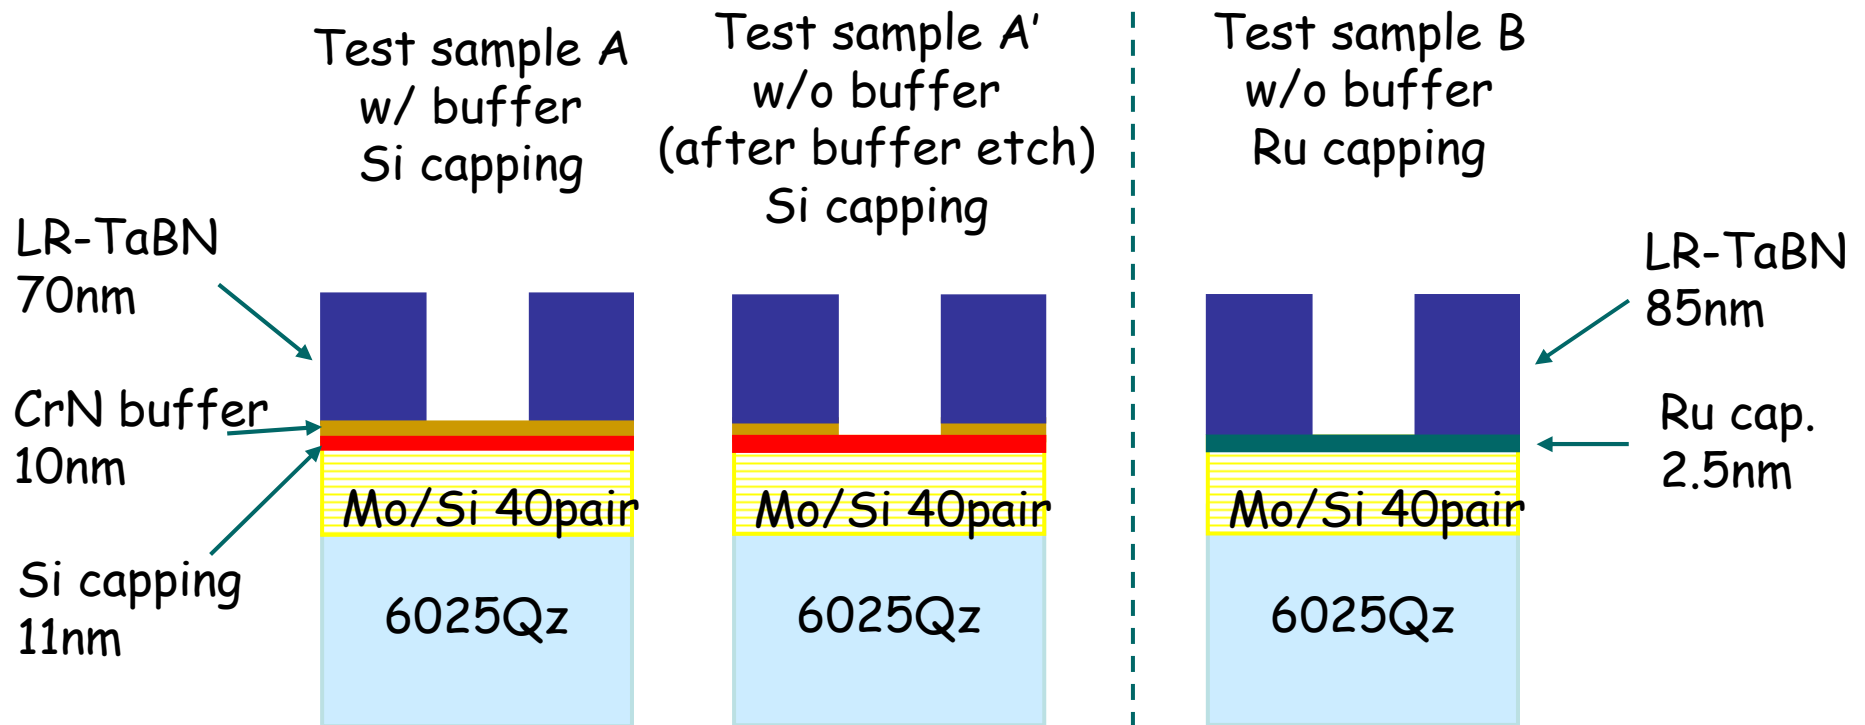 Test sample A
w/ buffer
Si capping
Test sample A'
w/o buffer
(after buffer etch)
Si capping
Test sample B
w/o buffer
Ru capping
LR-TaBN
70nm
CrN buffer
10nm
Si capping
11nm
Mo/Si 40pair
6025Qz
Mo/Si 40pair
6025Qz
Mo/Si 40pair
6025Qz
LR-TaBN
85nm
Ru cap.
2.5nm